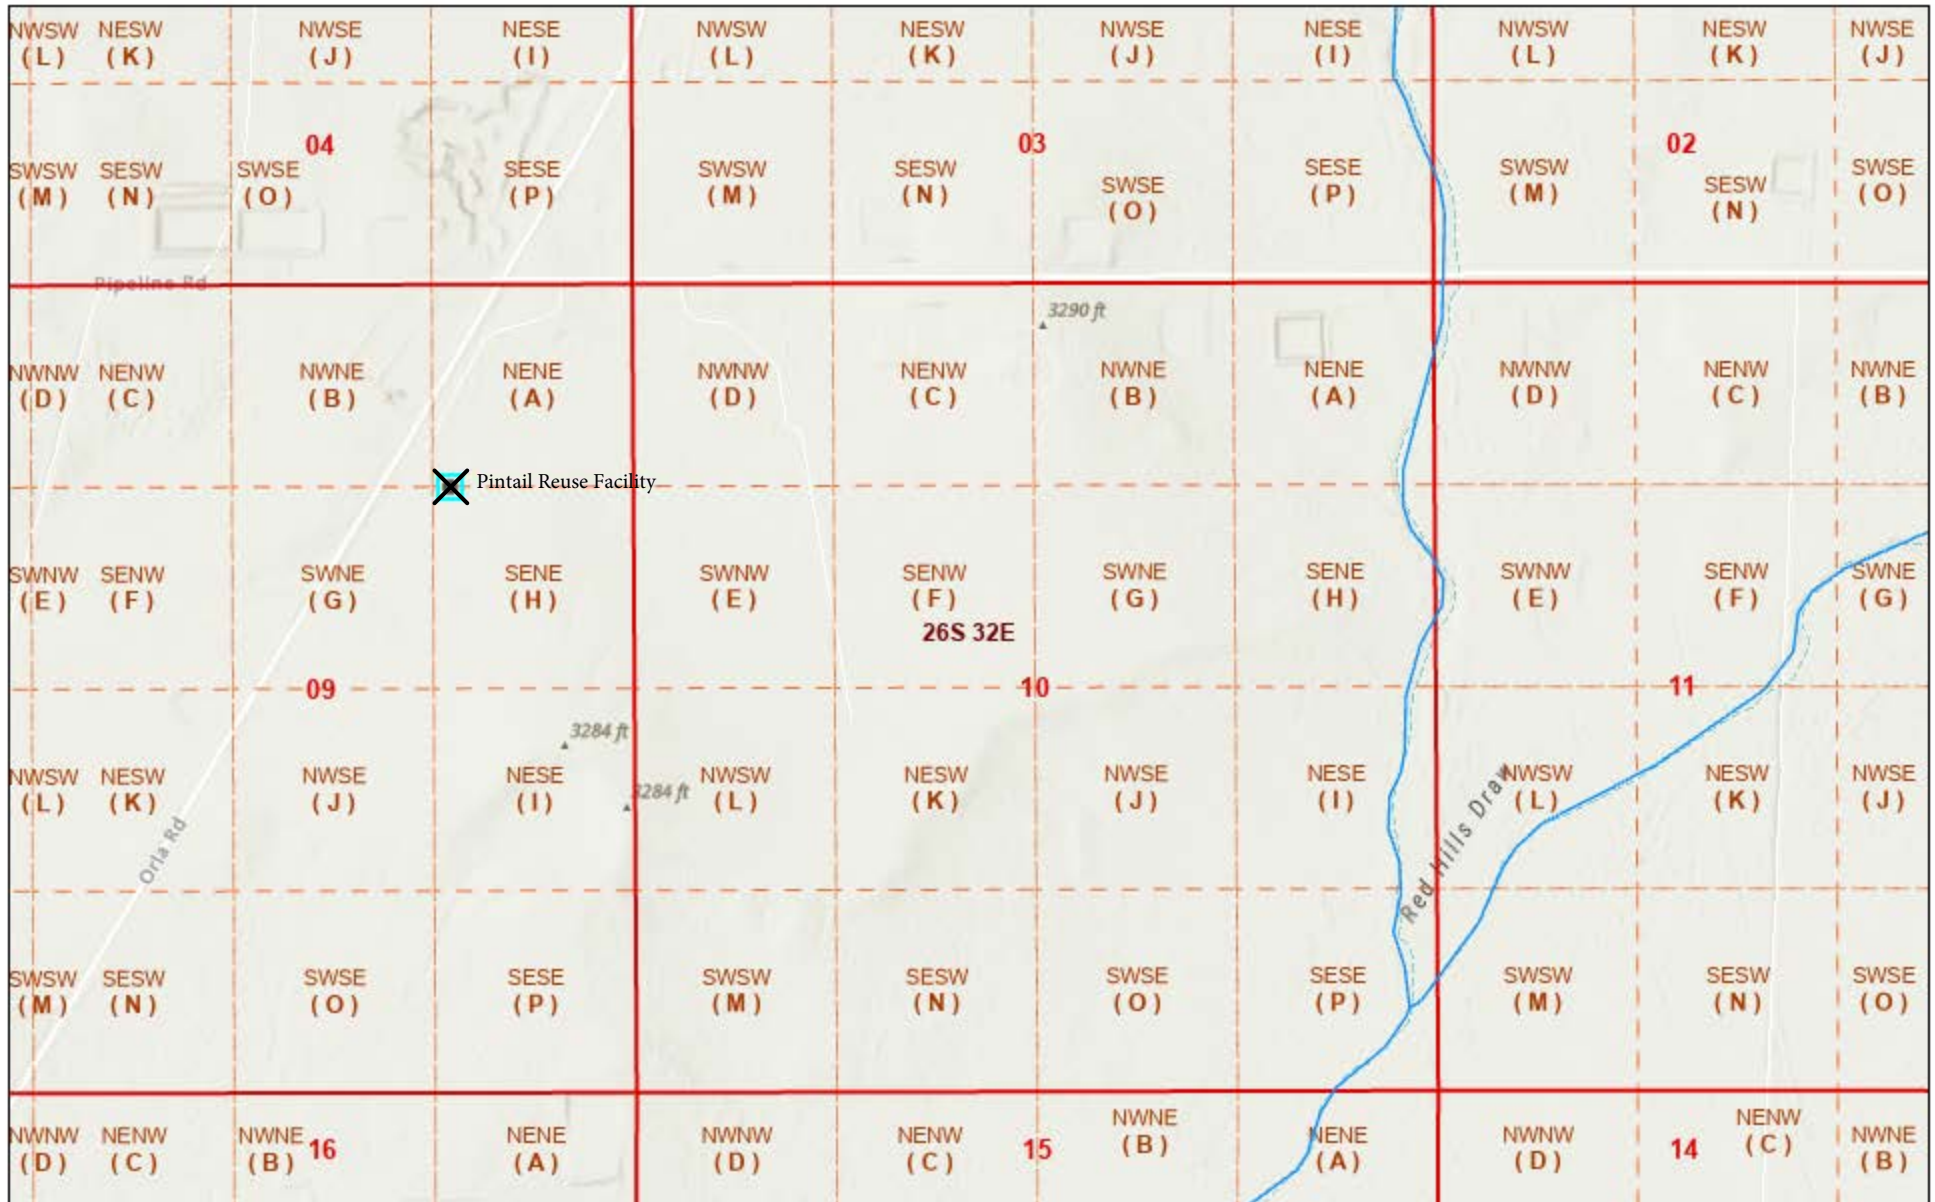 NWSW NESW NWSE NESE NWSW NESW NWSE NESE NWSW NESW NWSE
(L) (K) (J) (I) (L) (K) (J) (I) (L) (K) (J)
04 03 02
SWSW SESW SWSE SESE SWSW SESW SWSE SESE SWSW SESW SWSE
(M) (N) (O) (P) (M) (N) (O) (P) (M) (N) (O)
Pipeline Rd
3290 ft
NWNW NENW NWNE NENE NWNW NENW NWNE NENE NWNW NENW NWNE
(D) (C) (B) (A) (D) (C) (B) (A) (D) (C) (B)
Pintail Reuse Facility
SWNW SENW SWNE SENE SWNW SENW SWNE SENE SWNW SENW SWNE
(E) (F) (G) (H) (E) (F) (G) (H) (E) (F) (G)
26S 32E
09 10 11
3284 ft
NWSW NESW NWSE NESE NWSW NESW NWSE NESE NWSW NESW NWSE
(L) (K) (J) (I) (L) (K) (J) (I) (L) (K) (J)
3284 ft
Orla Rd
Red Hills Draw
SWSW SESW SWSE SESE SWSW SESW SWSE SESE SWSW SESW SWSE
(M) (N) (O) (P) (M) (N) (O) (P) (M) (N) (O)
NWNW NENW NWNE NENE NWNW NENW NWNE NENE NWNW NENW NWNE
(D) (C) (B) (A) (D) (C) (B) (A) (D) (C) (B)
16 15 14